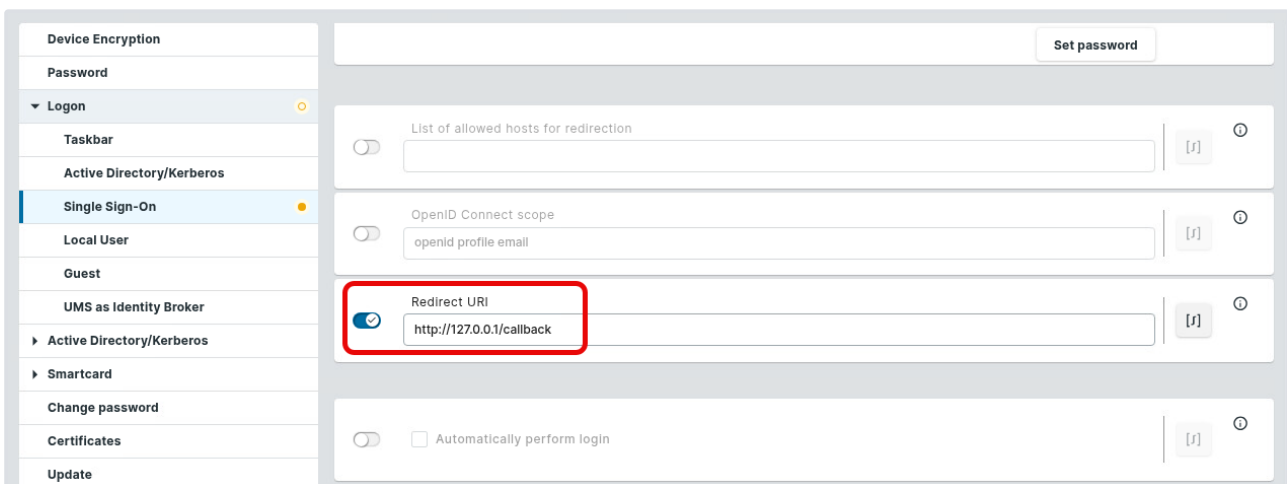 Device Encryption
Password
Logon
Taskbar
Active Directory/Kerberos
Single Sign-On
Local User
Guest
UMS as Identity Broker
Active Directory/Kerberos
Smartcard
Change password
Certificates
Update
Set password
List of allowed hosts for redirection
[ʃ]
OpenID Connect scope
openid profile email
[ʃ]
Redirect URI
http://127.0.0.1/callback
[ʃ]
Automatically perform login
[ʃ]